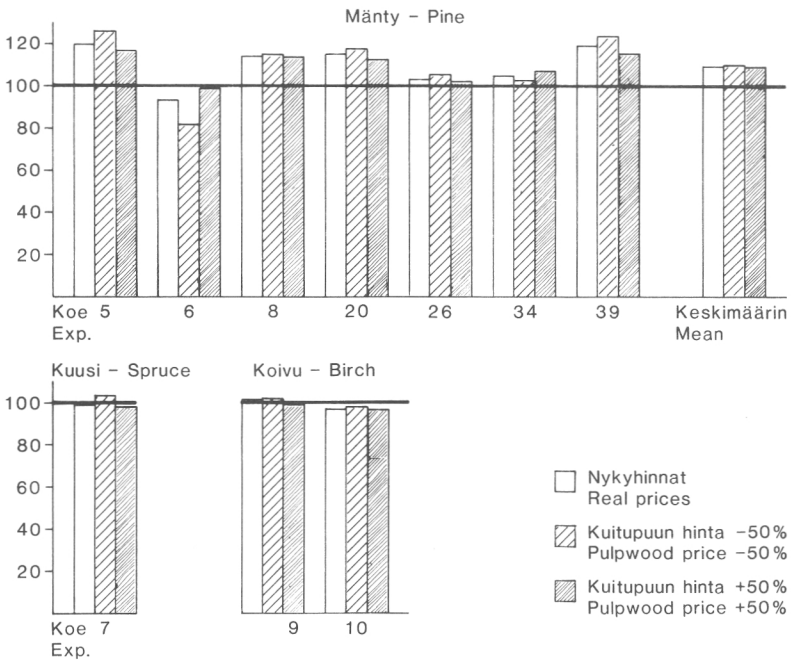 Mänty – Pine
120
100
80
60
40
20
Koe 5 6 8 20 26 34 39 Keskimäärin
Exp. Mean
Kuusi – Spruce Koivu – Birch
100
80
60
40
20
Koe 7 9 10
Exp.
Nykyhinnat
Real prices
Kuitupuun hinta –50%
Pulpwood price –50%
Kuitupuun hinta +50%
Pulpwood price +50%